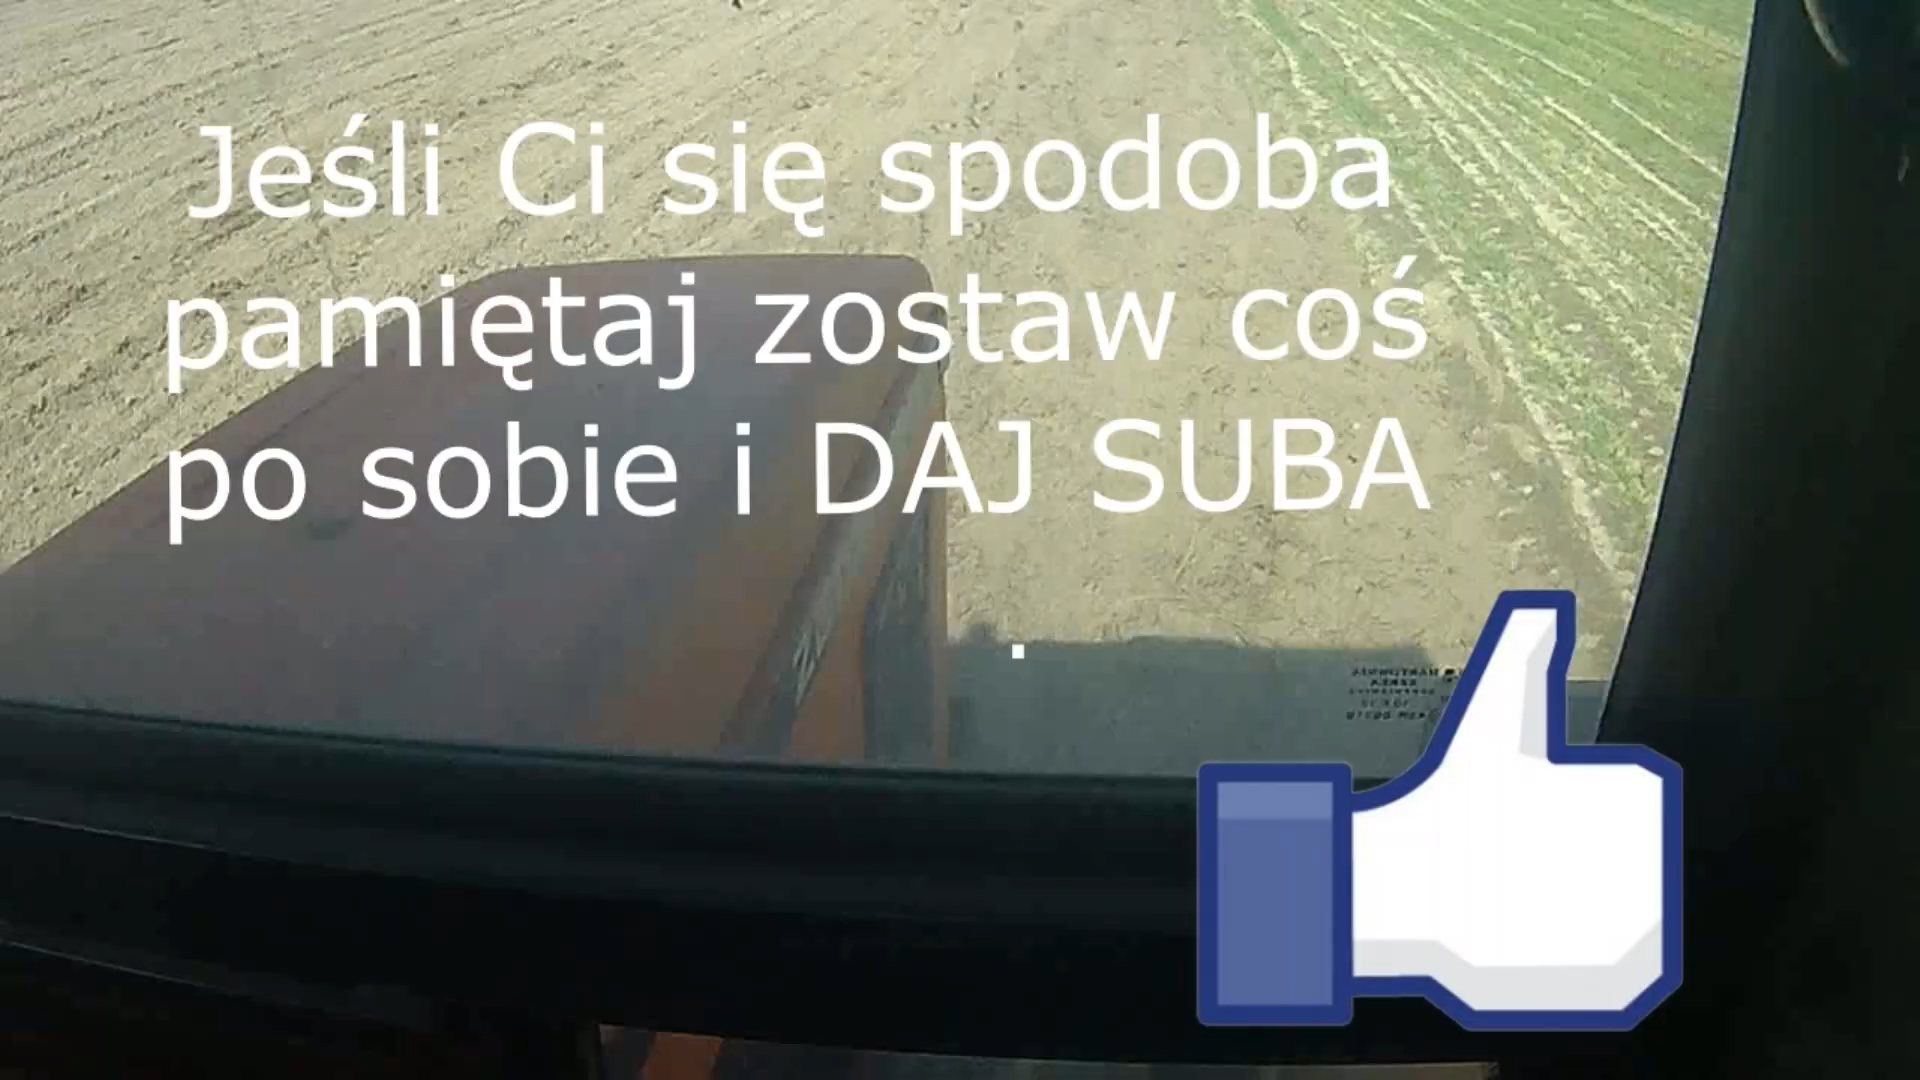 Jeśli Ci się spodoba
pamiętaj zostaw coś
po sobie i DAJ SUBA
.